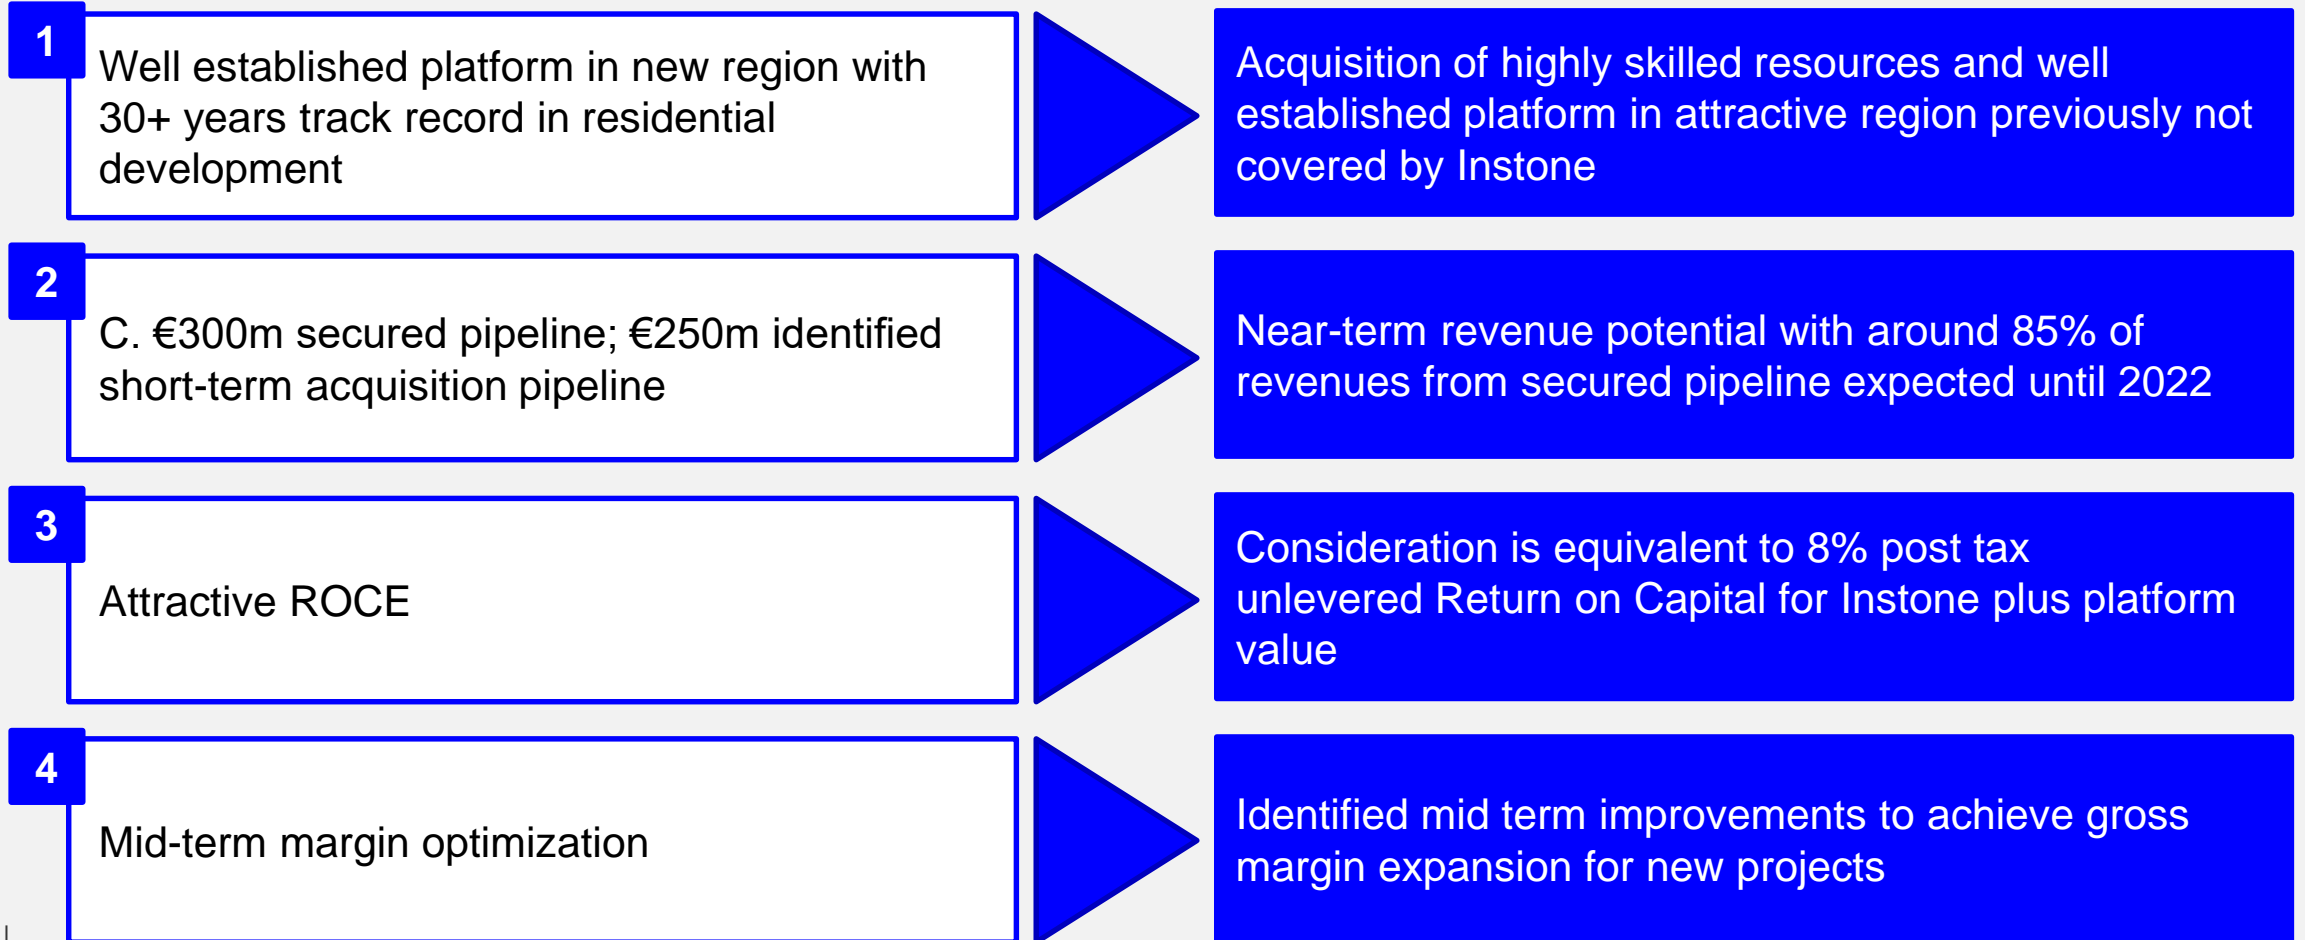 1
Well established platform in new region with
30+ years track record in residential
development
Acquisition of highly skilled resources and well
established platform in attractive region previously not
covered by Instone
2
C. €300m secured pipeline; €250m identified
short-term acquisition pipeline
Near-term revenue potential with around 85% of
revenues from secured pipeline expected until 2022
3
Attractive ROCE
Consideration is equivalent to 8% post tax
unlevered Return on Capital for Instone plus platform
value
4
Mid-term margin optimization
Identified mid term improvements to achieve gross
margin expansion for new projects